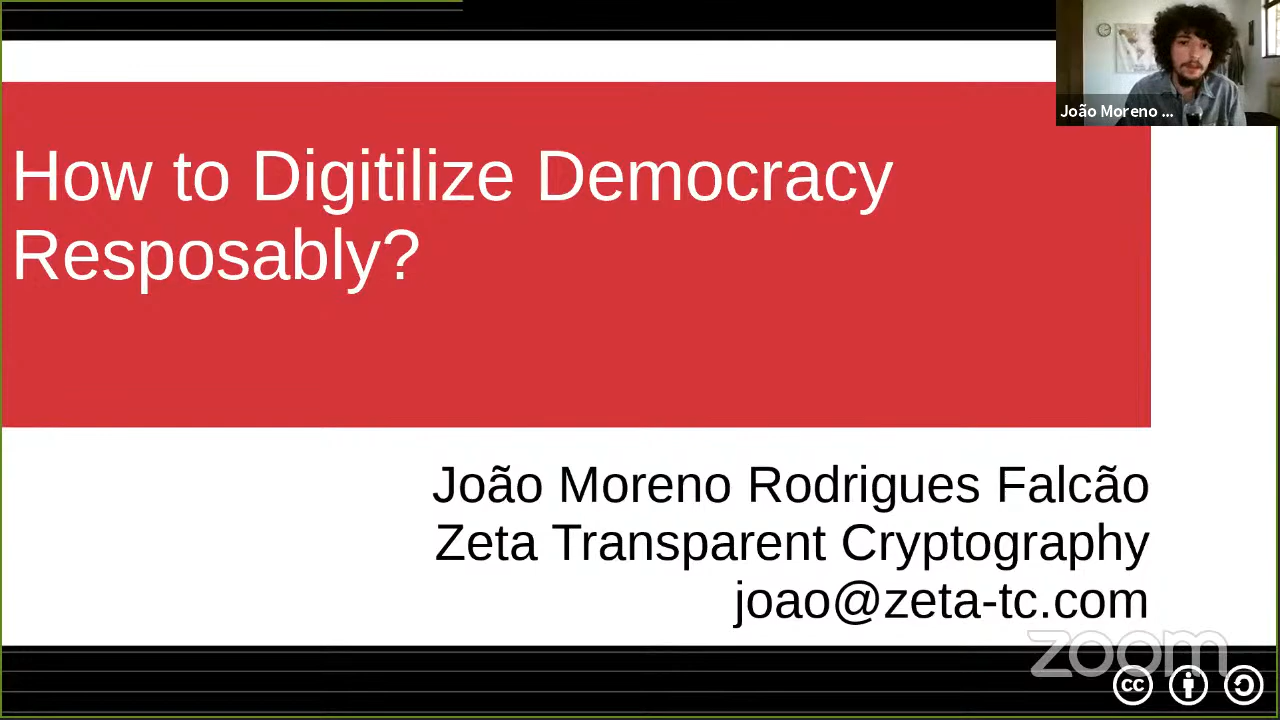 João Moreno ...
How to Digitilize Democracy
Resposably?
João Moreno Rodrigues Falcão
Zeta Transparent Cryptography
joao@zeta-tc.com
zoom
cc